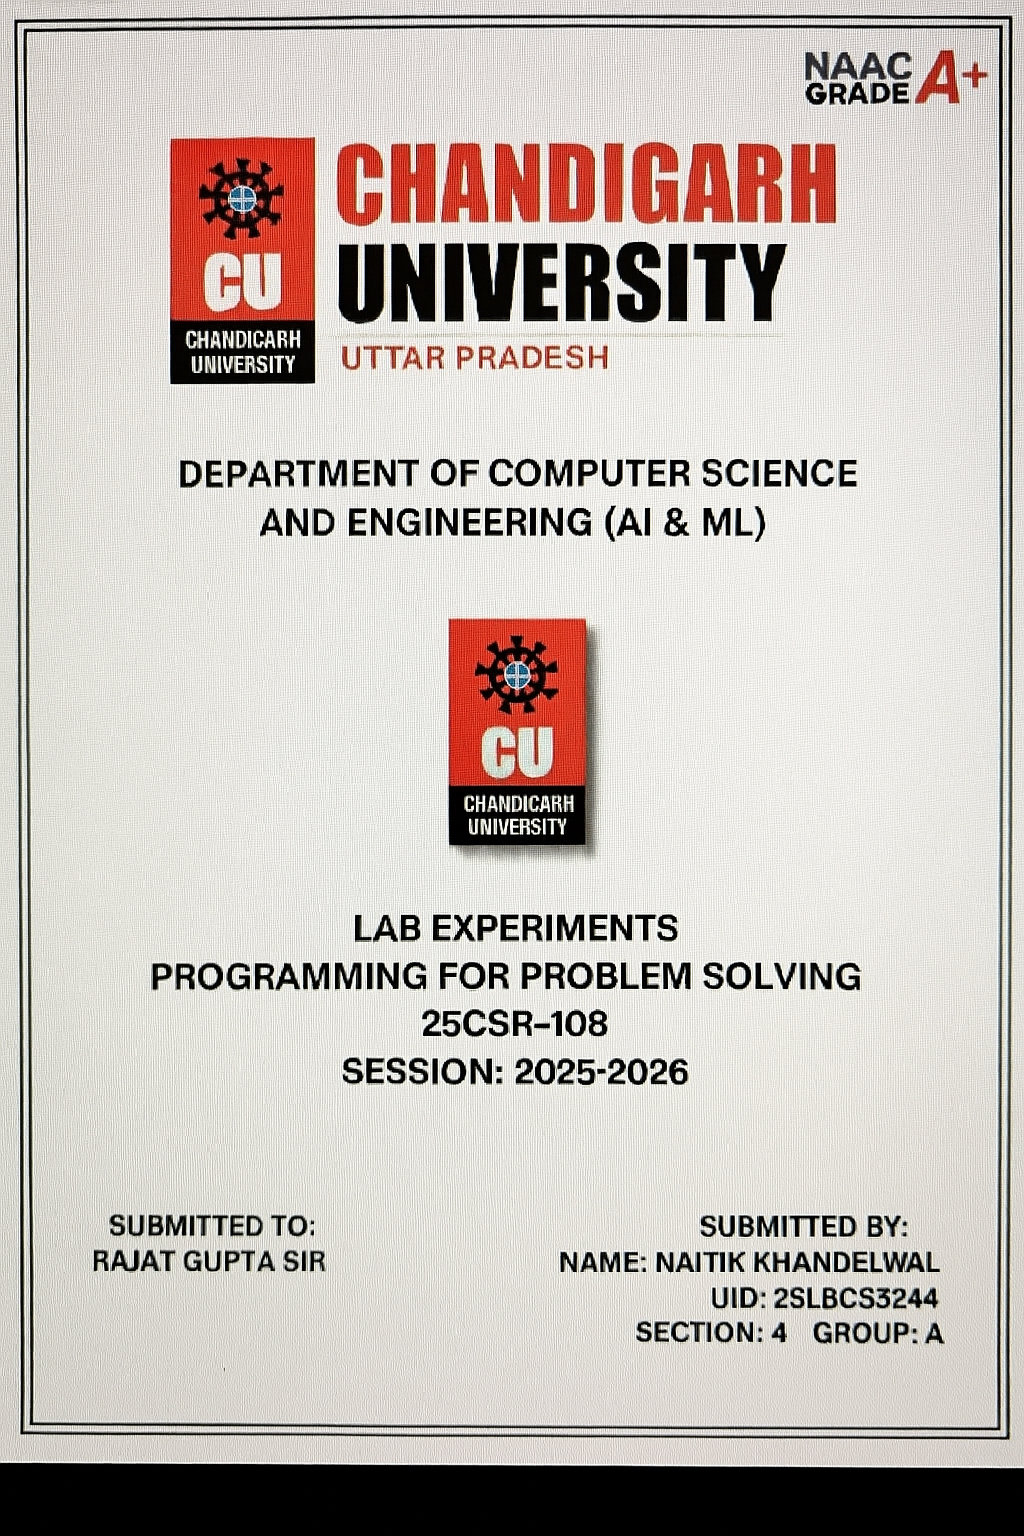 NAAC
GRADE A+
CHANDIGARH
UNIVERSITY
UTTAR PRADESH
CU
CHANDICARH
UNIVERSITY
DEPARTMENT OF COMPUTER SCIENCE
AND ENGINEERING (AI & ML)
CU
CHANDICARH
UNIVERSITY
LAB EXPERIMENTS
PROGRAMMING FOR PROBLEM SOLVING
25CSR–108
SESSION: 2025-2026
SUBMITTED TO:
RAJAT GUPTA SIR
SUBMITTED BY:
NAME: NAITIK KHANDELWAL
UID: 2SLBCS3244
SECTION: 4 GROUP: A